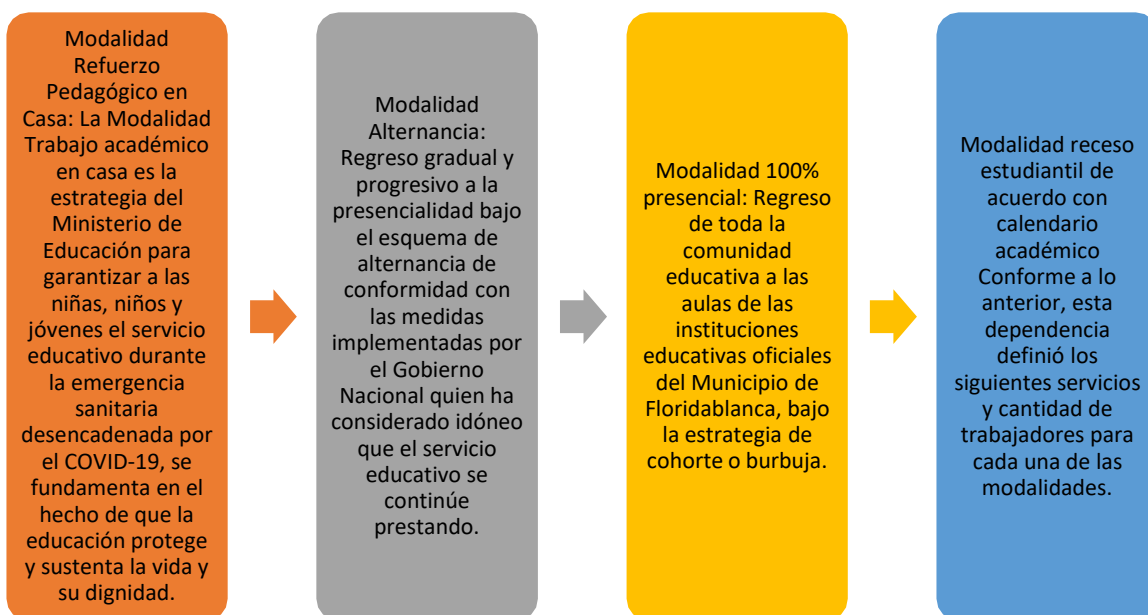 Modalidad
Refuerzo
Pedagógico en
Casa: La Modalidad
Trabajo académico
en casa es la
estrategia del
Ministerio de
Educación para
garantizar a las
niñas, niños y
jóvenes el servicio
educativo durante
la emergencia
sanitaria
desencadenada por
el COVID-19, se
fundamenta en el
hecho de que la
educación protege
y sustenta la vida y
su dignidad.
Modalidad
Alternancia:
Regreso gradual y
progresivo a la
presencialidad bajo
el esquema de
alternancia de
conformidad con
las medidas
implementadas por
el Gobierno
Nacional quien ha
considerado idóneo
que el servicio
educativo se
continúe
prestando.
Modalidad 100%
presencial: Regreso
de toda la
comunidad
educativa a las
aulas de las
instituciones
educativas oficiales
del Municipio de
Floridablanca, bajo
la estrategia de
cohorte o burbuja.
Modalidad receso
estudiantil de
acuerdo con
calendario
académico
Conforme a lo
anterior, esta
dependencia
definió los
siguientes servicios
y cantidad de
trabajadores para
cada una de las
modalidades.